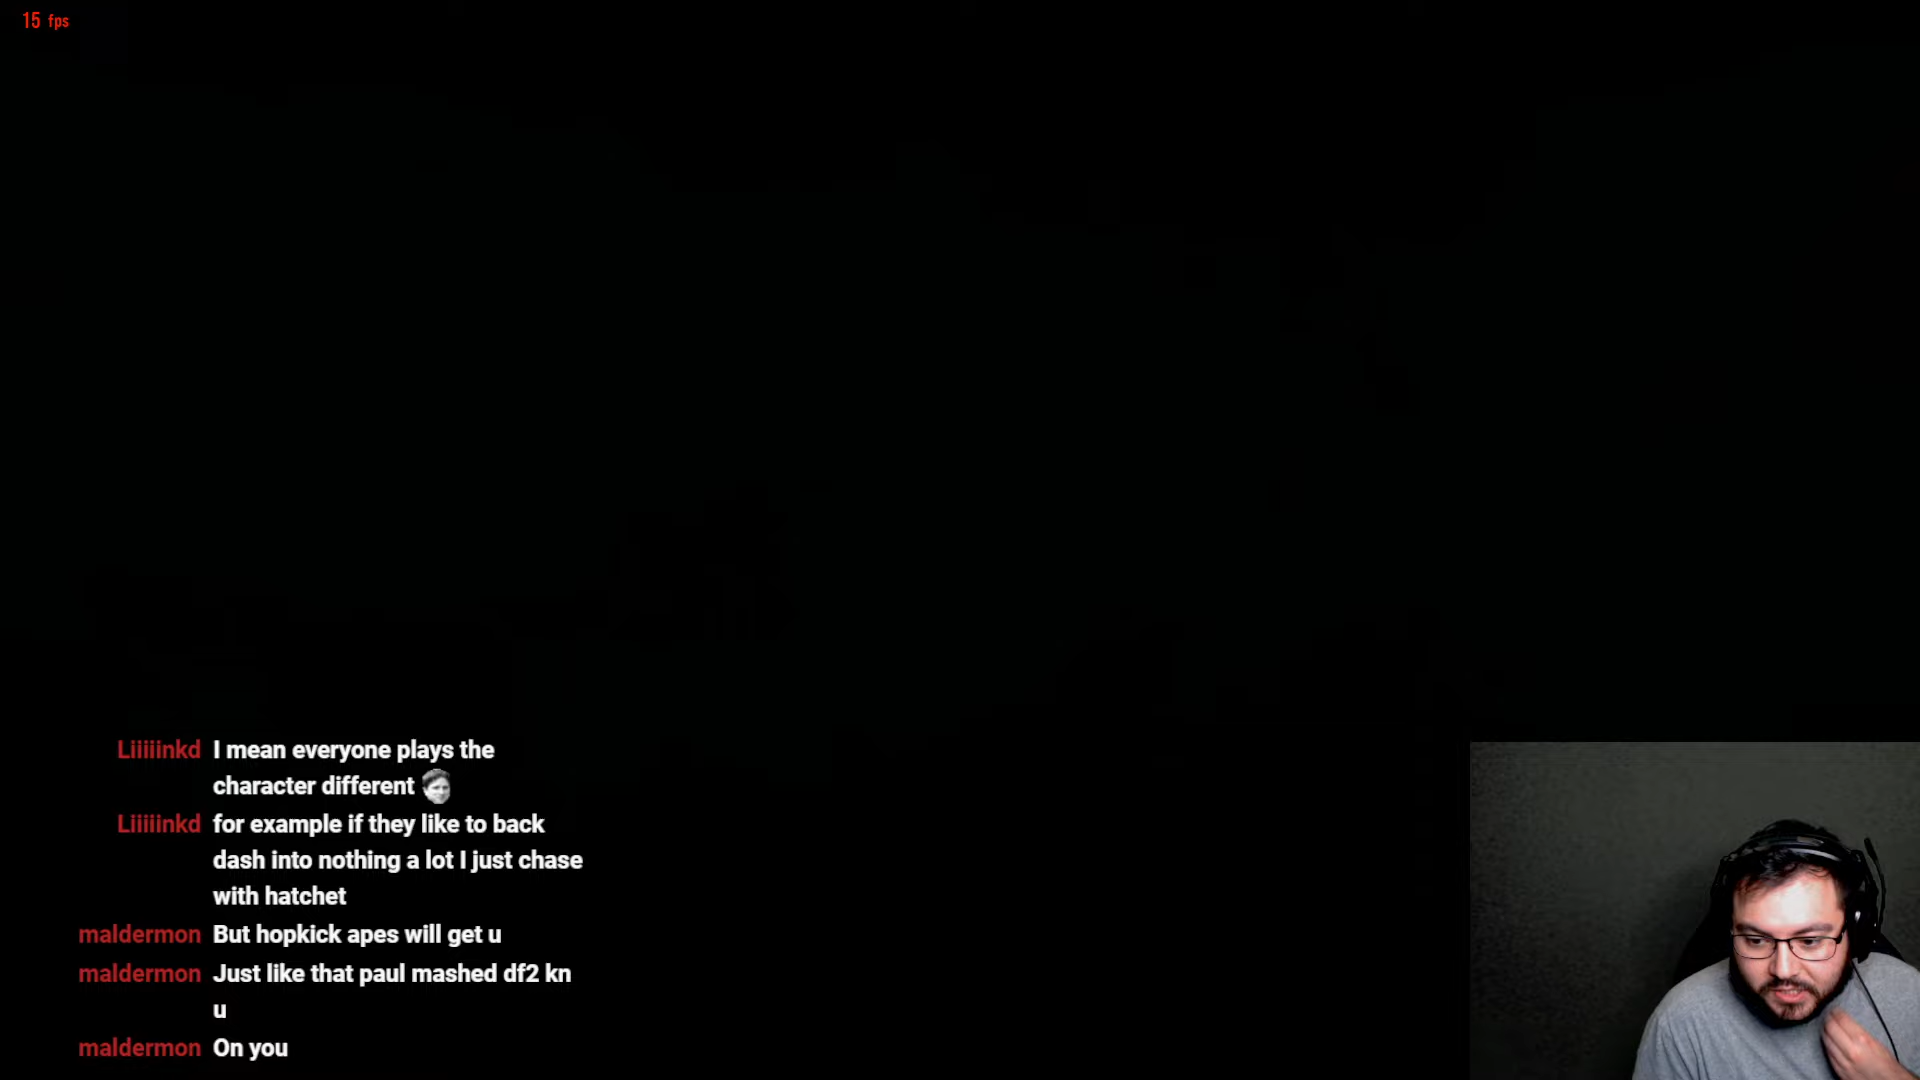 15 fps
Liiiiinkd I mean everyone plays the
character different
Liiiiinkd for example if they like to back
dash into nothing a lot I just chase
with hatchet
maldermon But hopkick apes will get u
maldermon Just like that paul mashed df2 kn
u
maldermon On you